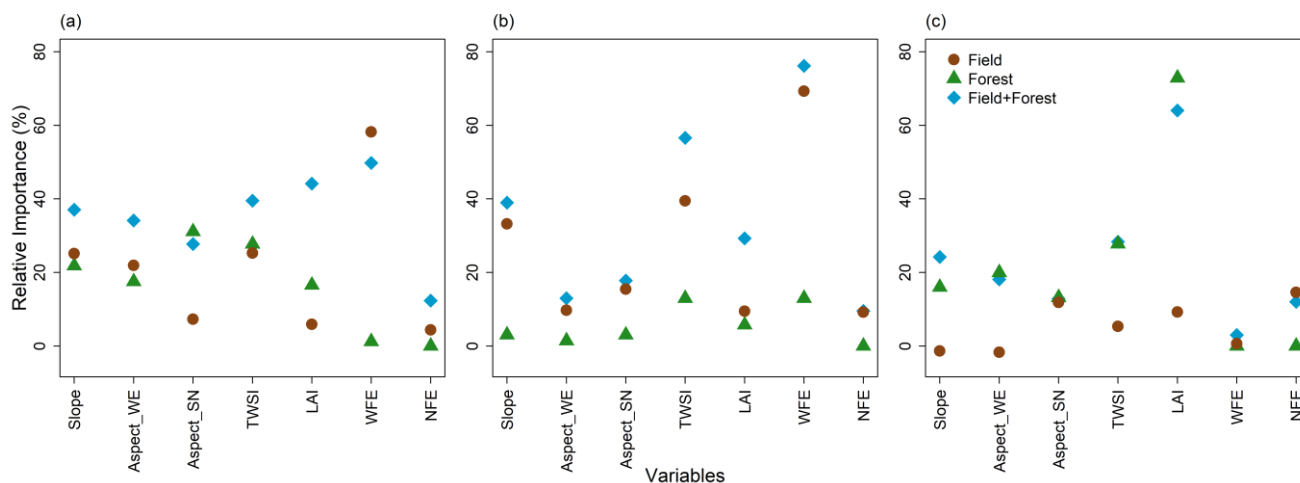 (a)
(b)
(c)
Relative Importance (%)
80
60
40
20
0
80
60
40
20
0
80
60
40
20
0
Field
Forest
Field+Forest
Slope
Aspect_WE
Aspect_SN
TWSI
LAI
WFE
NFE
Slope
Aspect_WE
Aspect_SN
TWSI
LAI
WFE
NFE
Slope
Aspect_WE
Aspect_SN
TWSI
LAI
WFE
NFE
Variables